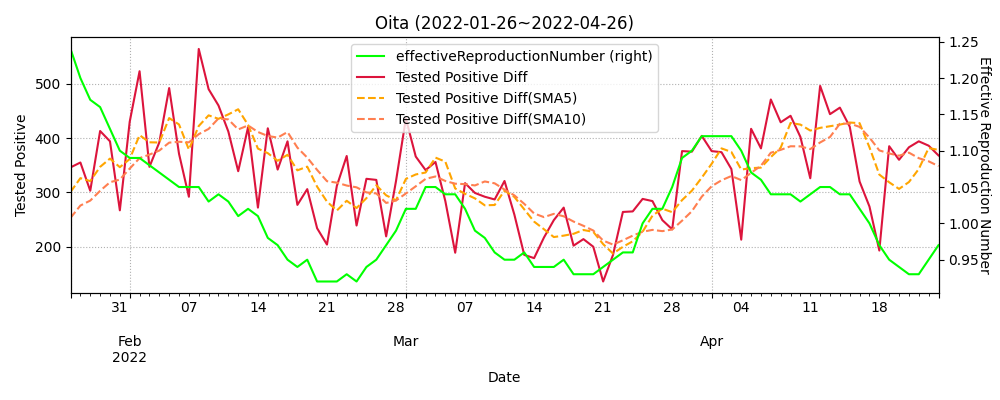 Oita (2022-01-26~2022-04-26)
effectiveReproductionNumber (right)
Tested Positive Diff
Tested Positive Diff(SMA5)
Tested Positive Diff(SMA10)
Tested Positive
500
400
300
200
1.25
1.20
1.15
1.10
1.05
1.00
0.95
Effective Reproduction Number
31 07 14 21 28 07 14 21 28 04 11 18
Feb Mar Apr
2022
Date